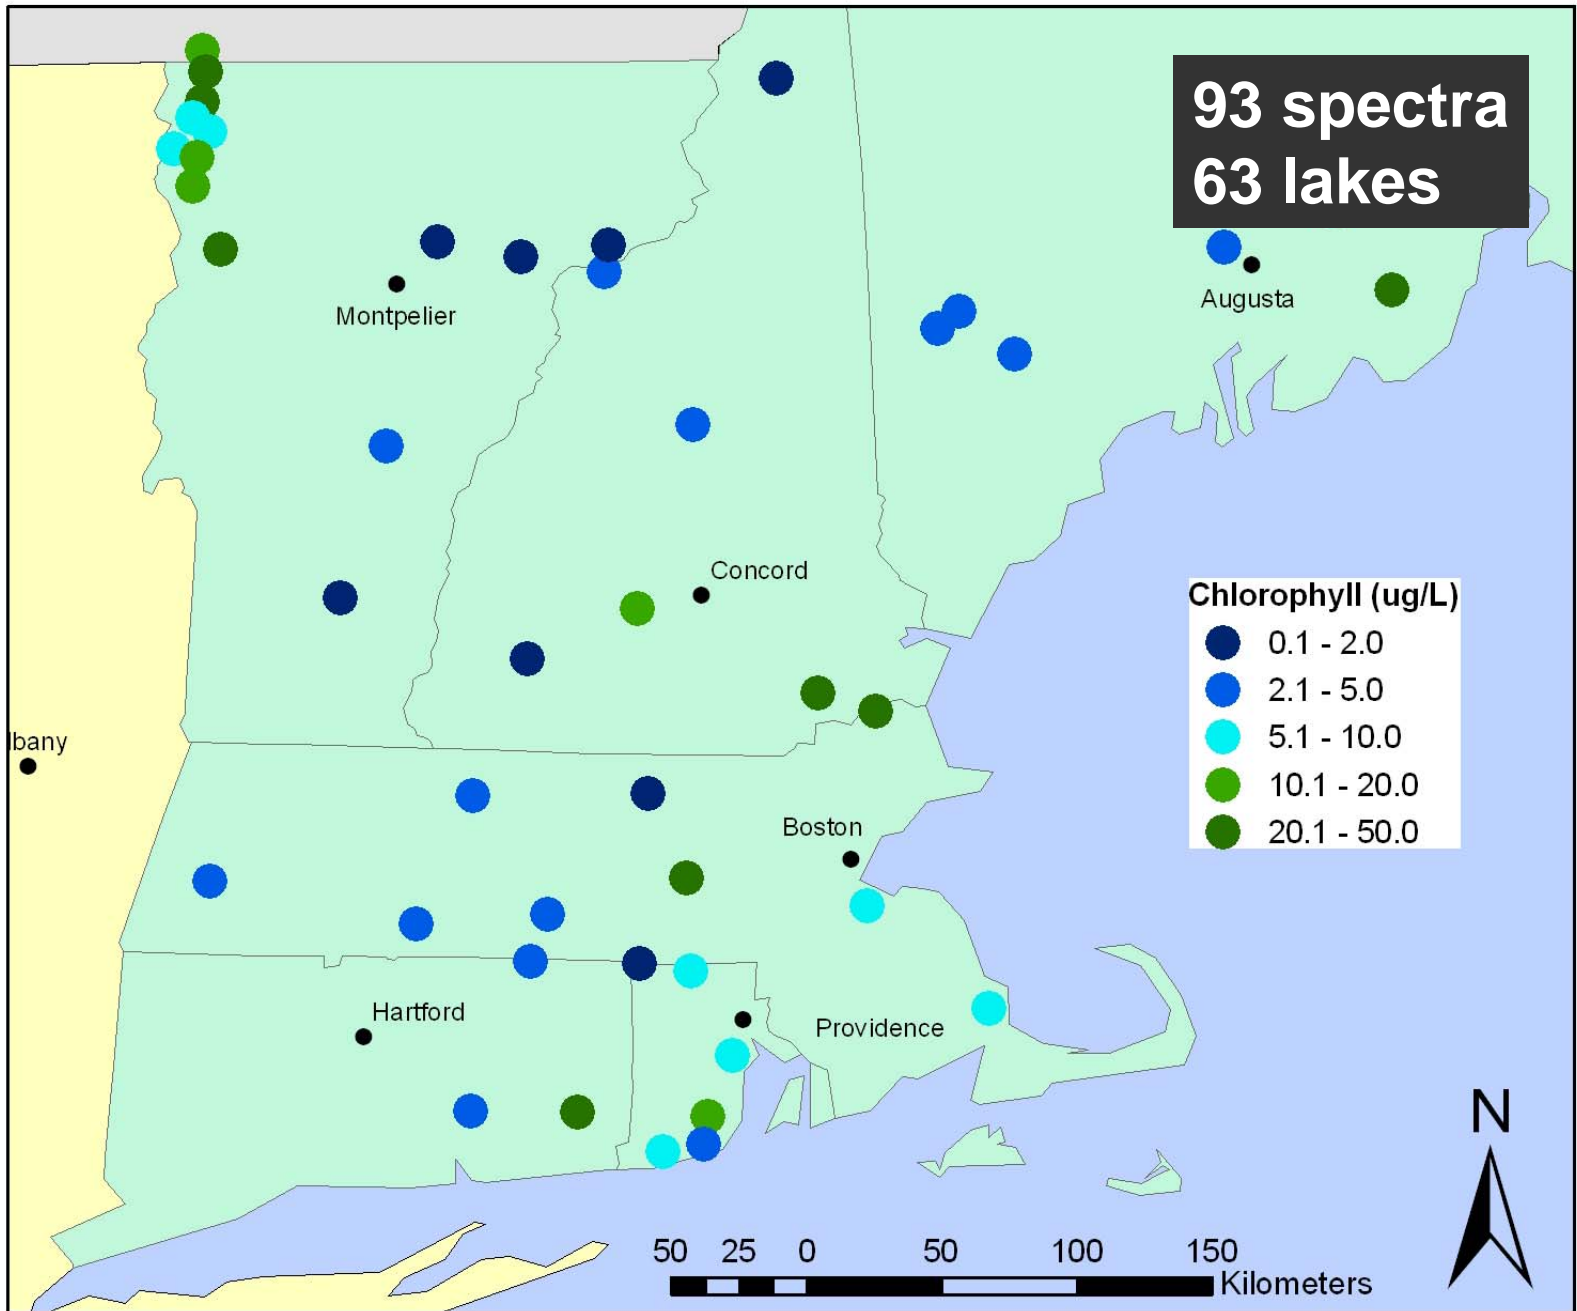 93 spectra
63 lakes
Augusta
Montpelier
Concord
Chlorophyll (ug/L)
0.1 - 2.0
2.1 - 5.0
5.1 - 10.0
10.1 - 20.0
20.1 - 50.0
lbany
Boston
Hartford
Providence
N
50 25 0 50 100 150
Kilometers